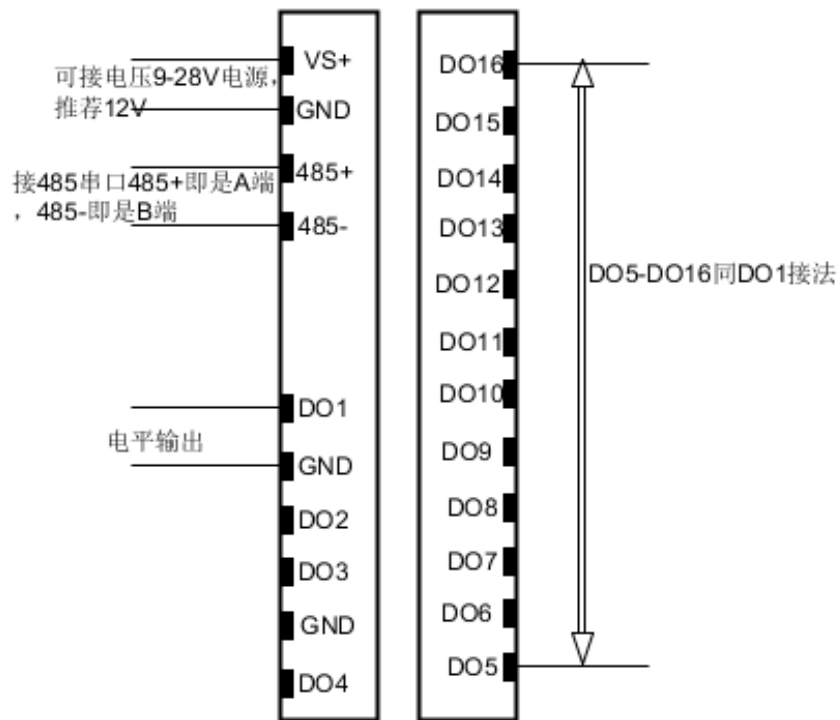 VS+
可接电压9-28V电源，
推荐12V
GND
485+
接485串口485+即是A端
，485-即是B端
485-
DO1
电平输出
GND
DO2
DO3
GND
DO4
DO16
DO15
DO14
DO13
DO12
DO11
DO10
DO9
DO8
DO7
DO6
DO5
DO5-DO16同DO1接法